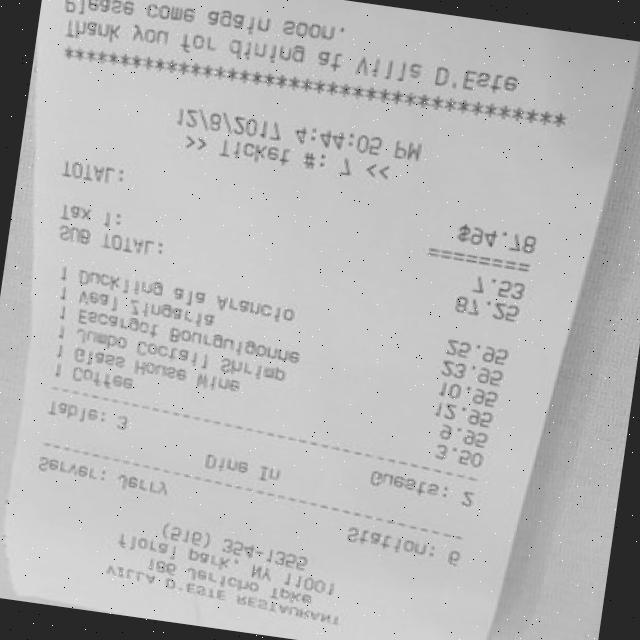 VILLA D'ESTE RESTAURANT
186 Jericho Tpke
Floral park, NY 11001
(516) 354-1355
Server: Jerry Station: 6
Dine In
Table: 3 Guests: 2
1 Coffee 3.50
1 Glass House Wine 9.95
1 Jumbo Coctail Shrimp 12.95
1 Escargot Bourguigonne 10.95
1 Veal Zingaria 23.95
1 Duckling ala Arancio 25.95
SUB TOTAL: 87.25
Tax 1: 7.53
========
TOTAL: $94.78
>> Ticket #: 7 <<
12/8/2017 4:44:05 PM
********************************************
Thank you for dining at Villa D'Este
Please come again soon.